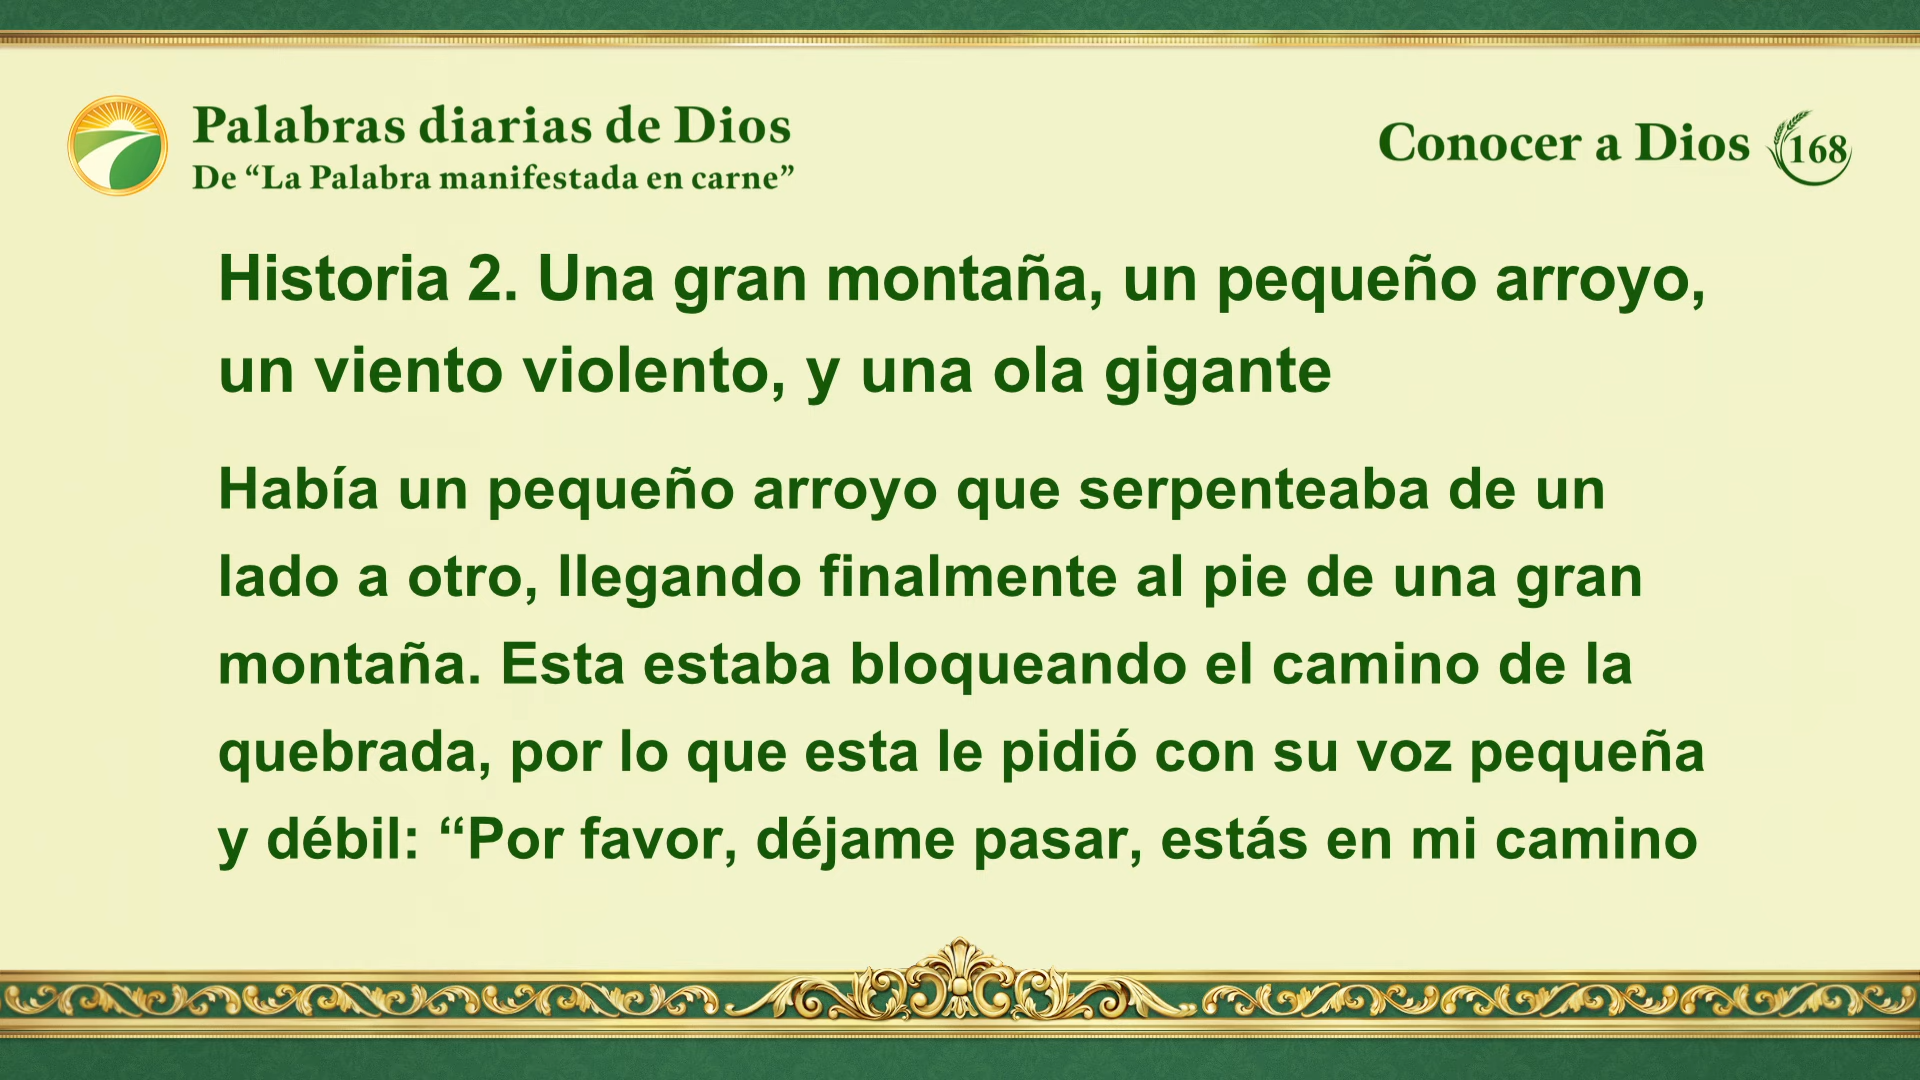 Palabras diarias de Dios
De “La Palabra manifestada en carne”
Conocer a Dios 168
Historia 2. Una gran montaña, un pequeño arroyo,
un viento violento, y una ola gigante
Había un pequeño arroyo que serpenteaba de un
lado a otro, llegando finalmente al pie de una gran
montaña. Esta estaba bloqueando el camino de la
quebrada, por lo que esta le pidió con su voz pequeña
y débil: “Por favor, déjame pasar, estás en mi camino